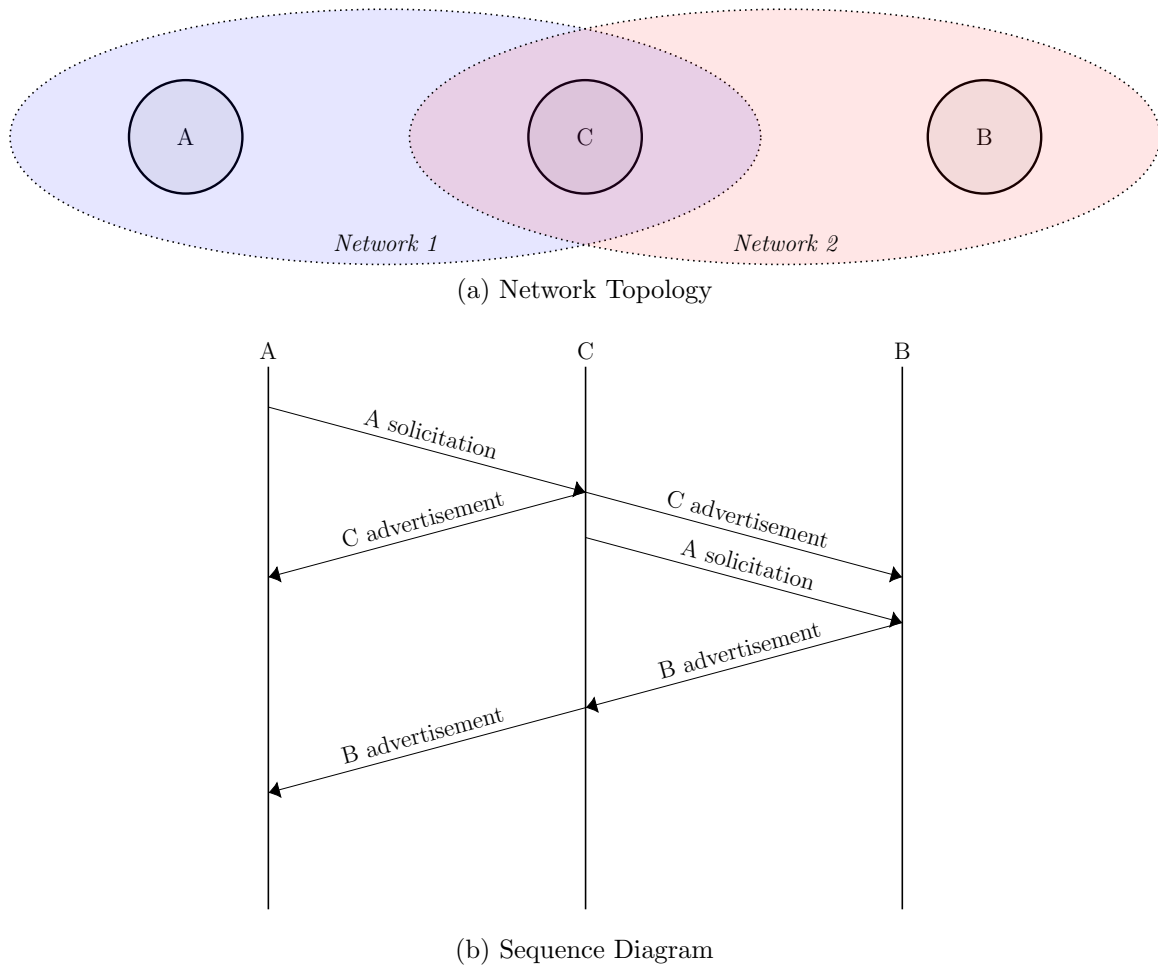 A
C
B
Network 1
Network 2
(a) Network Topology
A
C
B
A solicitation
C advertisement
C advertisement
A solicitation
B advertisement
B advertisement
(b) Sequence Diagram